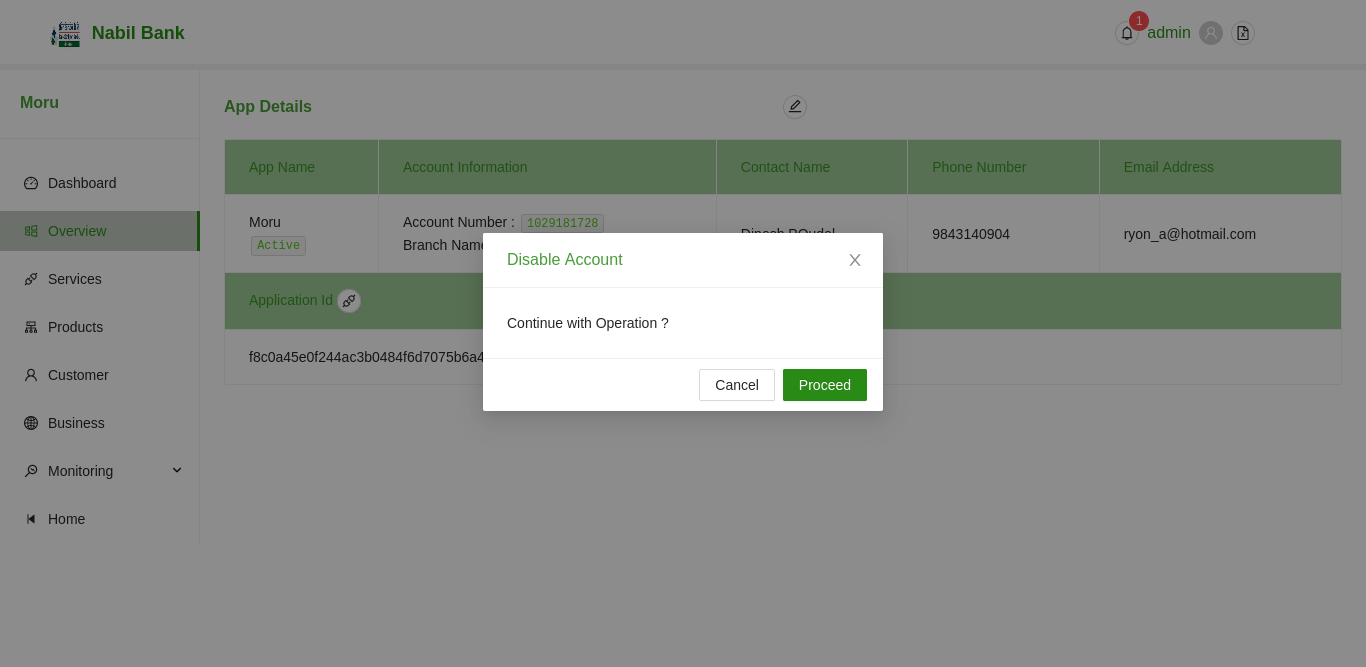 Nabil Bank
1
admin
Moru
App Details
App Name
Account Information
Contact Name
Phone Number
Email Address
Dashboard
Overview
Services
Products
Customer
Business
Monitoring
Home
Moru
Active
Account Number : 1029181728
Branch Name
Dinesh POudel
9843140904
ryon_a@hotmail.com
Application Id
f8c0a45e0f244ac3b0484f6d7075b6a4
Disable Account
Continue with Operation ?
Cancel
Proceed